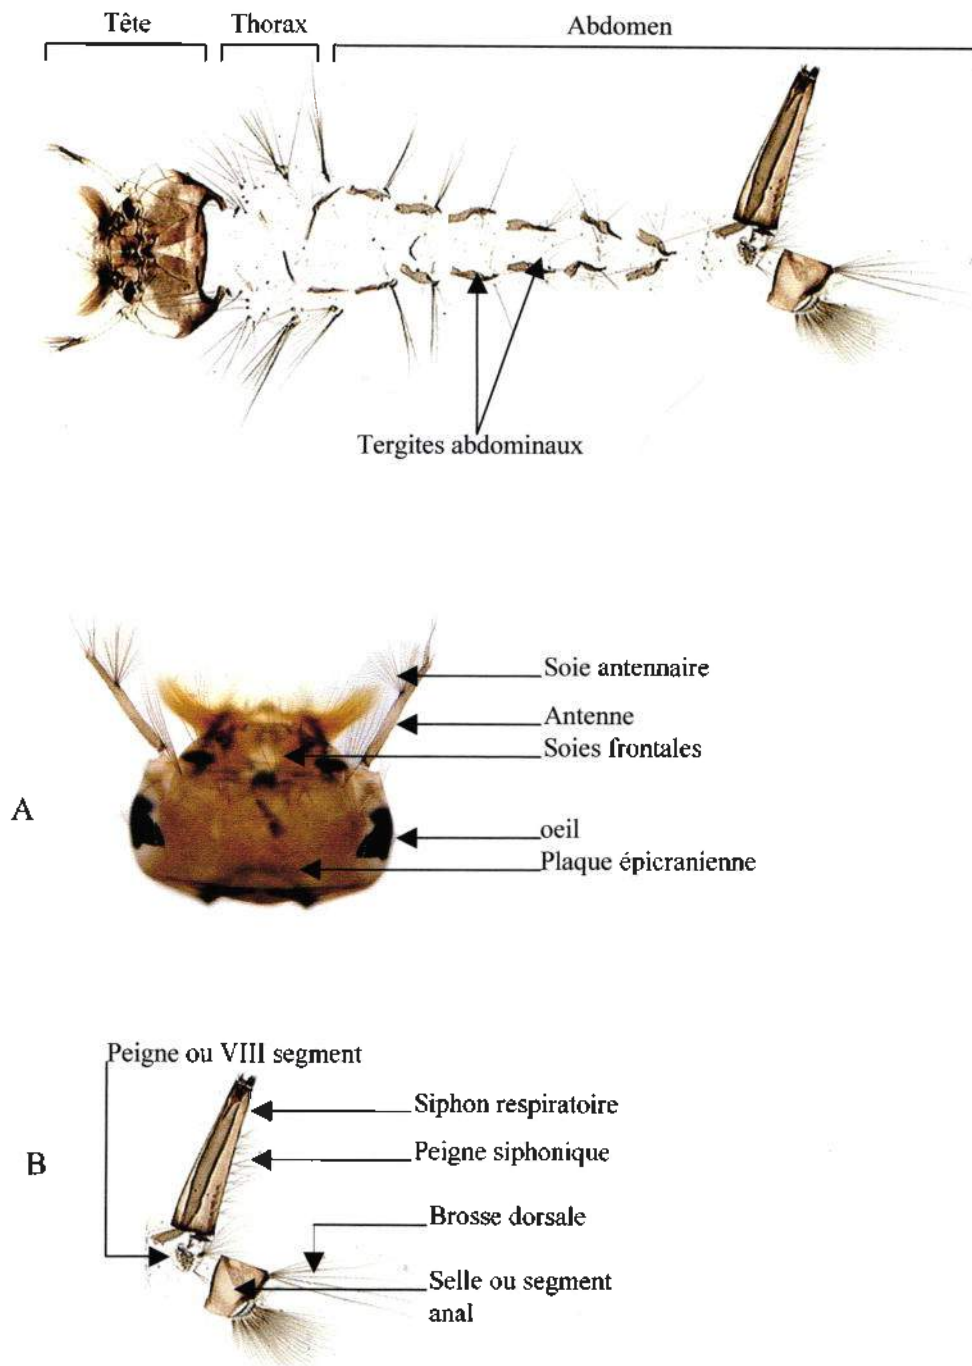 Tête Thorax Abdomen
Tergites abdominaux
Soie antennaire
Antenne
Soies frontales
A
oeil
Plaque épicranienne
Peigne ou VIII segment
Siphon respiratoire
B
Peigne siphonique
Brosse dorsale
Selle ou segment
anal